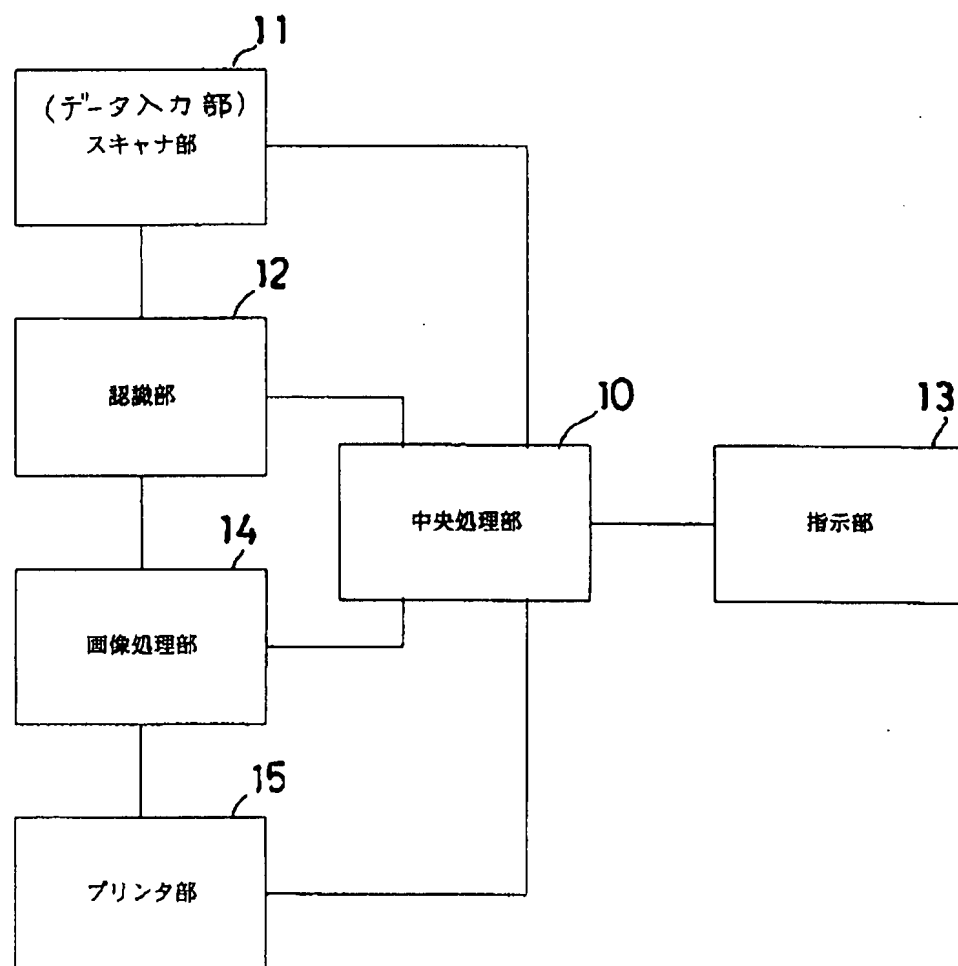 11
(データ入力部)
スキャナ部
12
認識部
10
中央処理部
13
指示部
14
画像処理部
15
プリンタ部